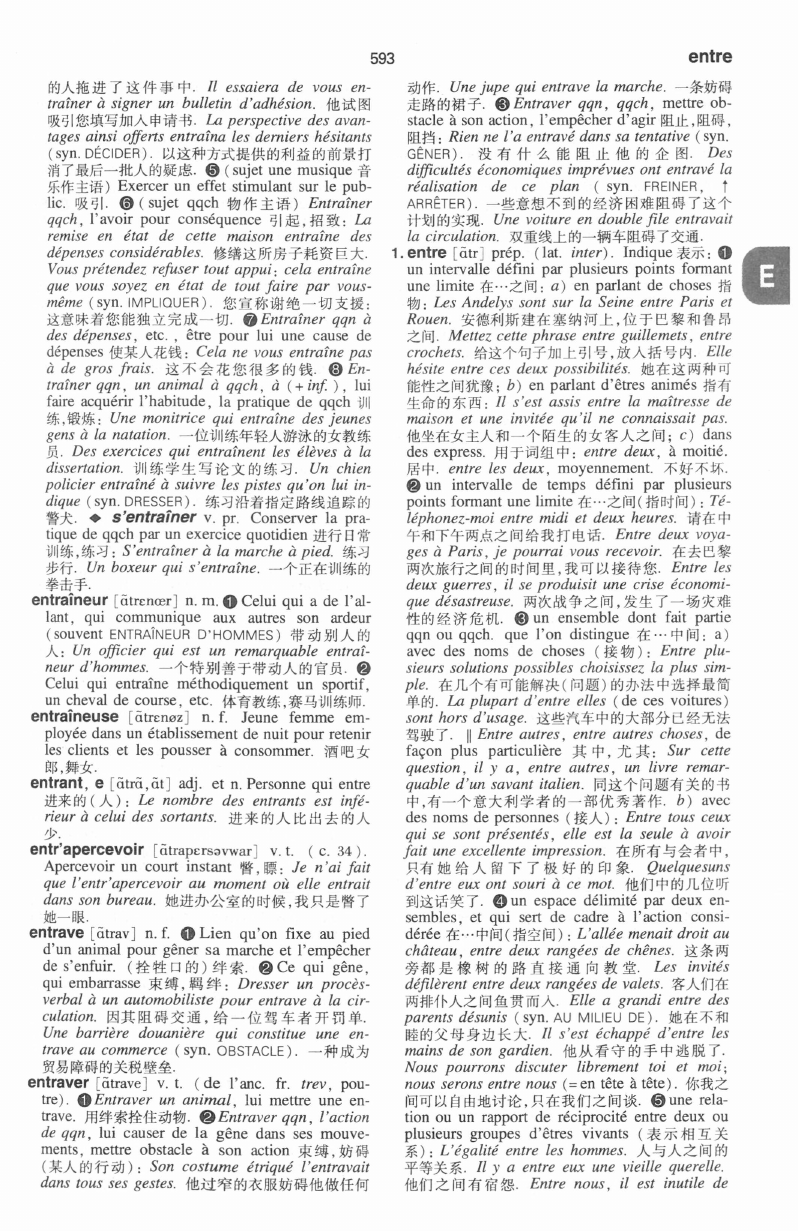 593
entre
的人拖进了这件事中. Il essaiera de vous en-
traîner à signer un bulletin d'adhésion. 他试图
吸引您填写加入申请书. La perspective des avan-
tages ainsi offerts entraîna les derniers hésitants
(syn. DÉCIDER). 以这种方式提供的利益的前景打
消了最后一批人的疑虑. ❺ (sujet une musique 音
乐作主语) Exercer un effet stimulant sur le pub-
lic. 吸引. ❻ (sujet qqch 物作主语) Entraîner
qqch, l'avoir pour conséquence 引起,招致: La
remise en état de cette maison entraîne des
dépenses considérables. 修缮这所房子耗资巨大.
Vous prétendez refuser tout appui: cela entraîne
que vous soyez en état de tout faire par vous-
même (syn. IMPLIQUER). 您宣称谢绝一切支援:
这意味着您能独立完成一切. ❼ Entraîner qqn à
des dépenses, etc., être pour lui une cause de
dépenses 使某人花钱: Cela ne vous entraîne pas
à de gros frais. 这不会花您很多的钱. ❽ En-
traîner qqn, un animal à qqch, à (+inf.), lui
faire acquérir l'habitude, la pratique de qqch 训
练,锻炼: Une monitrice qui entraîne des jeunes
gens à la natation. 一位训练年轻人游泳的女教练
员. Des exercices qui entraînent les élèves à la
dissertation. 训练学生写论文的练习. Un chien
policier entraîné à suivre les pistes qu'on lui in-
dique (syn. DRESSER). 练习沿着指定路线追踪的
警犬. ◆ s'entraîner v. pr. Conserver la pra-
tique de qqch par un exercice quotidien 进行日常
训练,练习: S'entraîner à la marche à pied. 练习
步行. Un boxeur qui s'entraîne. 一个正在训练的
拳击手.
entraîneur [ɑ̃trɛnœr] n. m. ❶ Celui qui a de l'al-
lant, qui communique aux autres son ardeur
(souvent ENTRAÎNEUR D'HOMMES) 带动别人的
人: Un officier qui est un remarquable entraî-
neur d'hommes. 一个特别善于带动人的官员. ❷
Celui qui entraîne méthodiquement un sportif,
un cheval de course, etc. 体育教练,赛马训练师.
entraîneuse [ɑ̃trɛnøz] n. f. Jeune femme em-
ployée dans un établissement de nuit pour retenir
les clients et les pousser à consommer. 酒吧女
郎,舞女.
entrant, e [ɑ̃trɑ̃,ɑ̃t] adj. et n. Personne qui entre
进来的(人): Le nombre des entrants est infé-
rieur à celui des sortants. 进来的人比出去的人
少.
entr'apercevoir [ɑ̃trapɛrsəvwar] v. t. (c. 34).
Apercevoir un court instant 瞥,瞟: Je n'ai fait
que l'entr'apercevoir au moment où elle entrait
dans son bureau. 她进办公室的时候,我只是瞥了
她一眼.
entrave [ɑ̃trav] n. f. ❶ Lien qu'on fixe au pied
d'un animal pour gêner sa marche et l'empêcher
de s'enfuir. (拴牲口的)绊索. ❷ Ce qui gêne,
qui embarrasse 束缚,羁绊: Dresser un procès-
verbal à un automobiliste pour entrave à la cir-
culation. 因其阻碍交通,给一位驾车者开罚单.
Une barrière douanière qui constitue une en-
trave au commerce (syn. OBSTACLE). 一种成为
贸易障碍的关税壁垒.
entraver [ɑ̃trave] v. t. (de l'anc. fr. trev, pou-
tre). ❶ Entraver un animal, lui mettre une en-
trave. 用绊索拴住动物. ❷ Entraver qqn, l'action
de qqn, lui causer de la gêne dans ses mouve-
ments, mettre obstacle à son action 束缚,妨碍
(某人的行动): Son costume étriqué l'entravait
dans tous ses gestes. 他过窄的衣服妨碍他做任何
动作. Une jupe qui entrave la marche. 一条妨碍
走路的裙子. ❸ Entraver qqn, qqch, mettre ob-
stacle à son action, l'empêcher d'agir 阻止,阻碍,
阻挡: Rien ne l'a entravé dans sa tentative (syn.
GÊNER). 没有什么能阻止他的企图. Des
difficultés économiques imprévues ont entravé la
réalisation de ce plan (syn. FREINER, ↑
ARRÊTER). 一些意想不到的经济困难阻碍了这个
计划的实现. Une voiture en double file entravait
la circulation. 双重线上的一辆车阻碍了交通.
1. entre [ɑ̃tr] prép. (lat. inter). Indique 表示: ❶
un intervalle défini par plusieurs points formant
une limite 在…之间: a) en parlant de choses 指
物: Les Andelys sont sur la Seine entre Paris et
Rouen. 安德利斯建在塞纳河上,位于巴黎和鲁昂
之间. Mettez cette phrase entre guillemets, entre
crochets. 给这个句子加上引号,放入括号内. Elle
hésite entre ces deux possibilités. 她在这两种可
能性之间犹豫; b) en parlant d'êtres animés 指有
生命的东西: Il s'est assis entre la maîtresse de
maison et une invitée qu'il ne connaissait pas.
他坐在女主人和一个陌生的女客人之间; c) dans
des express. 用于词组中: entre deux, à moitié.
居中. entre les deux, moyennement. 不好不坏.
❷ un intervalle de temps défini par plusieurs
points formant une limite 在…之间(指时间): Té-
léphonez-moi entre midi et deux heures. 请在中
午和下午两点之间给我打电话. Entre deux voya-
ges à Paris, je pourrai vous recevoir. 在去巴黎
两次旅行之间的时间里,我可以接待您. Entre les
deux guerres, il se produisit une crise économi-
que désastreuse. 两次战争之间,发生了一场灾难
性的经济危机. ❸ un ensemble dont fait partie
qqn ou qqch. que l'on distingue 在…中间: a)
avec des noms de choses (接物): Entre plu-
sieurs solutions possibles choisissez la plus sim-
ple. 在几个有可能解决(问题)的办法中选择最简
单的. La plupart d'entre elles (de ces voitures)
sont hors d'usage. 这些汽车中的大部分已经无法
驾驶了. ‖ Entre autres, entre autres choses, de
façon plus particulière 其中,尤其: Sur cette
question, il y a, entre autres, un livre remar-
quable d'un savant italien. 同这个问题有关的书
中,有一个意大利学者的一部优秀著作. b) avec
des noms de personnes (接人): Entre tous ceux
qui se sont présentés, elle est la seule à avoir
fait une excellente impression. 在所有与会者中,
只有她给人留下了极好的印象. Quelquesuns
d'entre eux ont souri à ce mot. 他们中的几位听
到这话笑了. ❹ un espace délimité par deux en-
sembles, et qui sert de cadre à l'action consi-
dérée 在…中间(指空间): L'allée menait droit au
château, entre deux rangées de chênes. 这条两
旁都是橡树的路直接通向教堂. Les invités
défilèrent entre deux rangées de valets. 客人们在
两排仆人之间鱼贯而入. Elle a grandi entre des
parents désunis (syn. AU MILIEU DE). 她在不和
睦的父母身边长大. Il s'est échappé d'entre les
mains de son gardien. 他从看守的手中逃脱了.
Nous pourrons discuter librement toi et moi;
nous serons entre nous (=en tête à tête). 你我之
间可以自由地讨论,只在我们之间谈. ❺ une rela-
tion ou un rapport de réciprocité entre deux ou
plusieurs groupes d'êtres vivants (表示相互关
系): L'égalité entre les hommes. 人与人之间的
平等关系. Il y a entre eux une vieille querelle.
他们之间有宿怨. Entre nous, il est inutile de
E